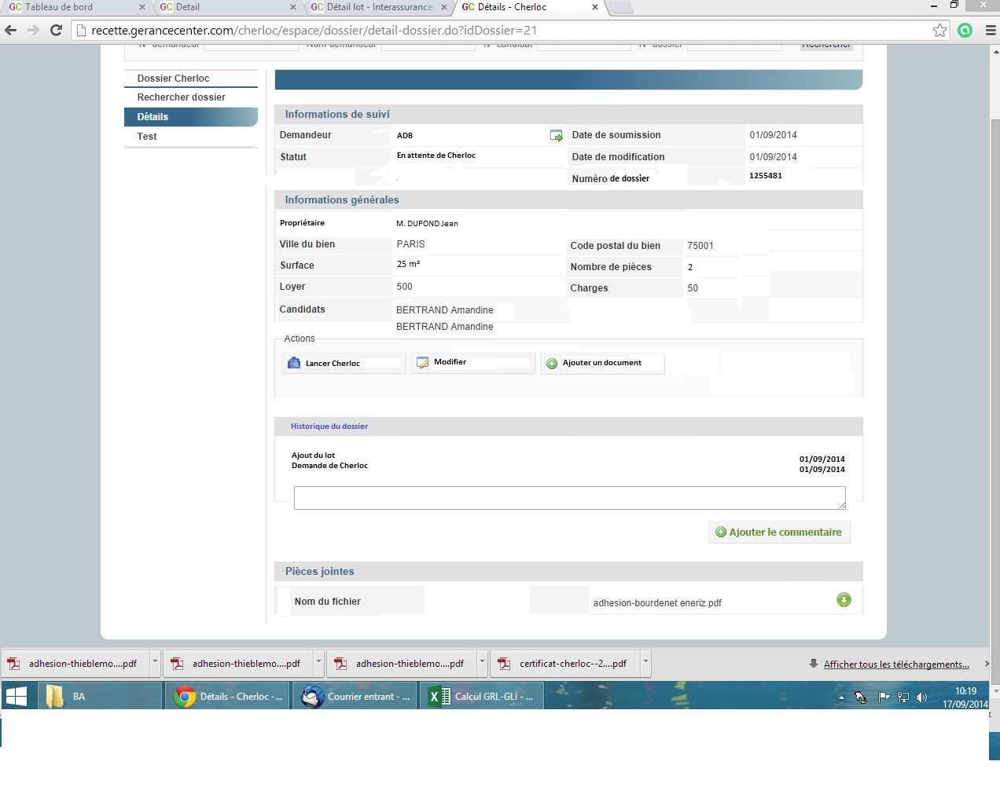 GC Tableau de bord
GC Detail
GC Détail lot - Interassurances
GC Détails - Cherloc
recette.gerancecenter.com/cherloc/espace/dossier/detail-dossier.do?idDossier=21
N° demandeur Nom demandeur N° candidat N° dossier Rechercher
Dossier Cherloc
Rechercher dossier
Détails
Test
Informations de suivi
Demandeur ADB Date de soumission 01/09/2014
Statut En attente de Cherloc Date de modification 01/09/2014
Numéro de dossier 1255481
Informations générales
Propriétaire M. DUPOND Jean
Ville du bien PARIS Code postal du bien 75001
Surface 25 m² Nombre de pièces 2
Loyer 500 Charges 50
Candidats BERTRAND Amandine
BERTRAND Amandine
Actions
Lancer Cherloc Modifier Ajouter un document
Historique du dossier
Ajout du lot 01/09/2014
Demande de Cherloc 01/09/2014
Ajouter le commentaire
Pièces jointes
Nom du fichier adhesion-bourdenet eneriz.pdf
adhesion-thieblemo....pdf adhesion-thieblemo....pdf adhesion-thieblemo....pdf certificat-cherloc--2....pdf Afficher tous les téléchargements...
BA Détails - Cherloc -... Courrier entrant - ... Calcul GRL-GLI - ... 10:19
17/09/2014